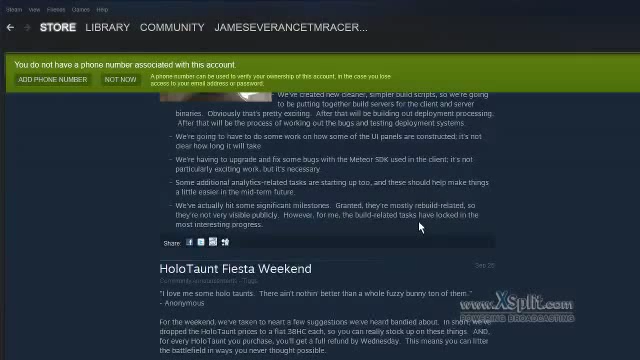 Steam View Friends Games Help
STORE LIBRARY COMMUNITY JAMESEVERANCETMRACER...
You do not have a phone number associated with this account.
ADD PHONE NUMBER NOT NOW
A phone number can be used to verify your ownership of this account, in the case you lose
access to your email address or password.
We've created new cleaner, simpler build scripts, so we're going
to be putting together build servers for the client and server
binaries. Obviously that's pretty exciting. After that will be building out deployment processing.
After that will be the process of working out the bugs and testing deployment systems.
– We're going to have to do some work on how some of the UI panels are constructed; it's not
clear how long it will take.
– We're having to upgrade and fix some bugs with the Meteor SDK used in the client; it's not
particularly exciting work, but it's necessary.
– Some additional analytics-related tasks are starting up too, and these should help make things
a little easier in the mid-term future.
– We've actually hit some significant milestones. Granted, they're mostly rebuild-related, so
they're not very visible publicly. However, for me, the build-related tasks have locked in the
most interesting progress.
Share:
HoloTaunt Fiesta Weekend
Sep 25
Community announcements - Tiggs
"I love me some holo taunts. There ain't nothin' better than a whole fuzzy bunny ton of them."
- Anonymous
For the weekend, we've taken to heart a few suggestions we've heard bandied about. In short, we've
dropped the HoloTaunt prices to a flat 38HC each, so you can really stock up on these things. AND,
for every HoloTaunt you purchase, you'll get a full refund by Wednesday. This means you can litter
the battlefield in ways you never thought possible.
www.XSplit.com
POWERING BROADCASTING